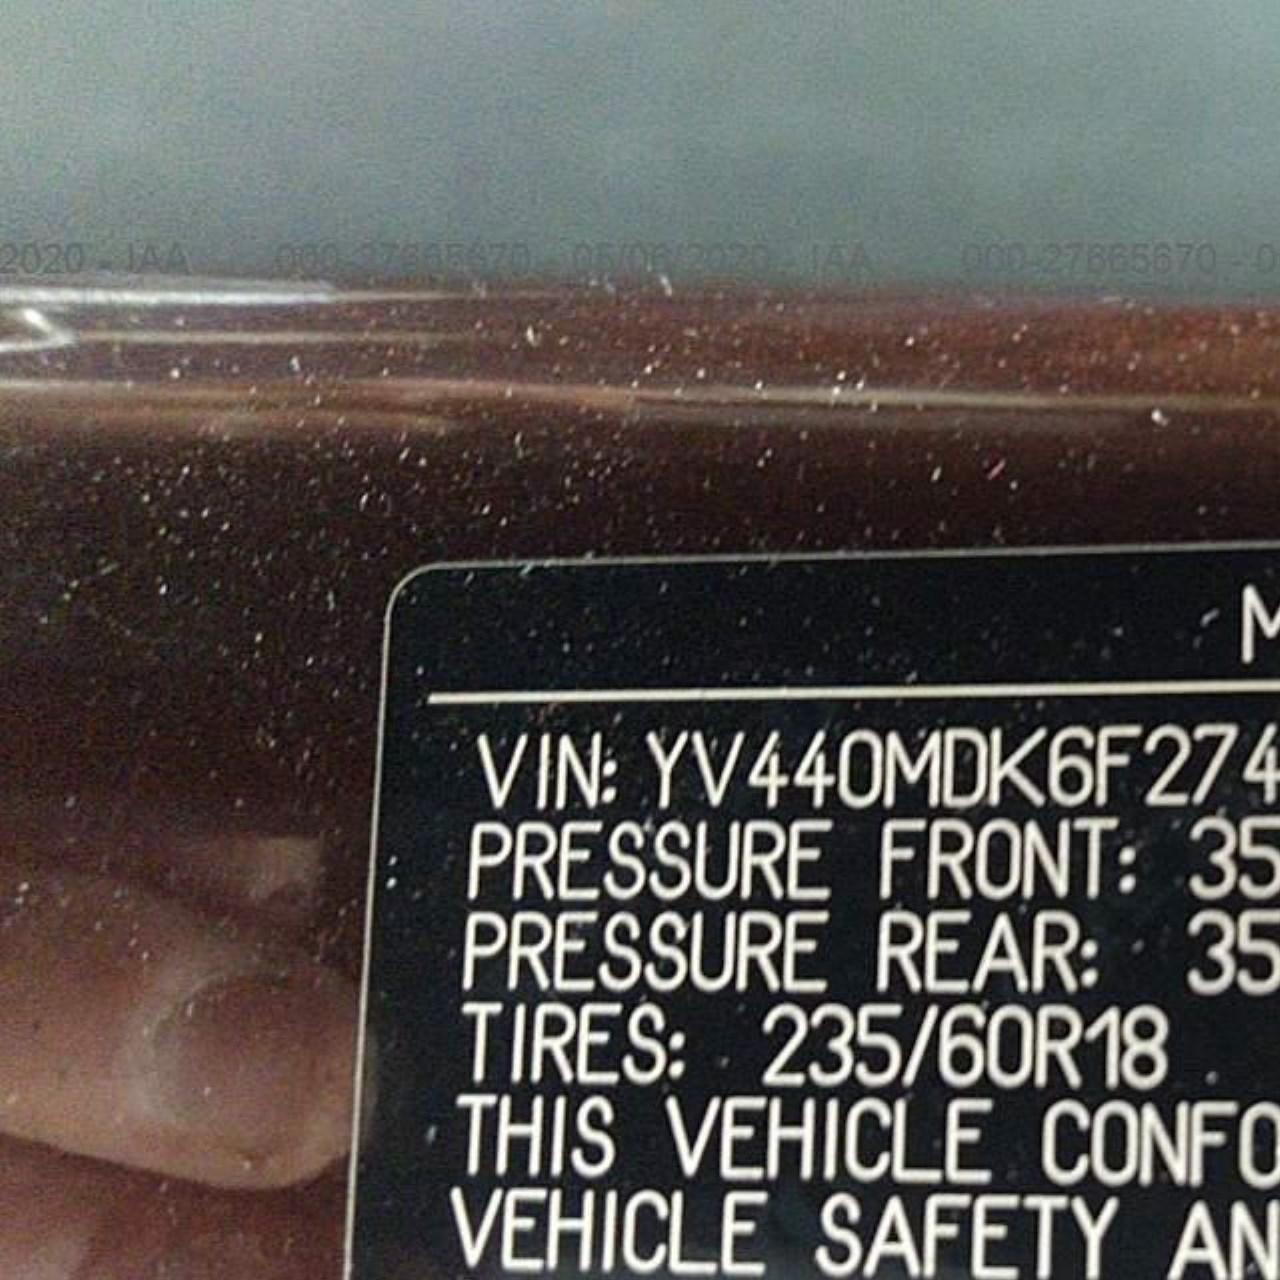 2020 - IAA 000-27665670 - 05/06/2020 - IAA 000-27665670 - 0
M
VIN: YV440MDK6F274
PRESSURE FRONT: 35
PRESSURE REAR: 35
TIRES: 235/60R18
THIS VEHICLE CONFO
VEHICLE SAFETY AN